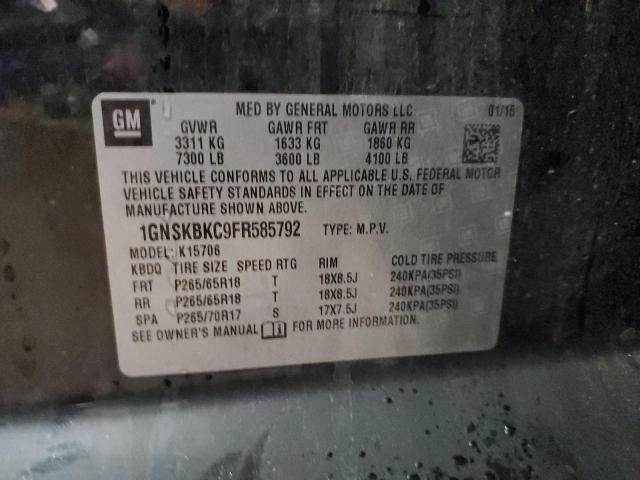 GM
MFD BY GENERAL MOTORS LLC 01/15
GVWR GAWR FRT GAWR RR
3311 KG 1633 KG 1860 KG
7300 LB 3600 LB 4100 LB
THIS VEHICLE CONFORMS TO ALL APPLICABLE U.S. FEDERAL MOTOR
VEHICLE SAFETY STANDARDS IN EFFECT ON THE DATE OF
MANUFACTURE SHOWN ABOVE.
1GNSKBKC9FR585792 TYPE: M.P.V.
MODEL: K15706
KBDQ TIRE SIZE SPEED RTG RIM COLD TIRE PRESSURE
FRT P265/65R18 T 18X8.5J 240KPA(35PSI)
RR P265/65R18 T 18X8.5J 240KPA(35PSI)
SPA P265/70R17 S 17X7.5J 240KPA(35PSI)
SEE OWNER'S MANUAL FOR MORE INFORMATION.